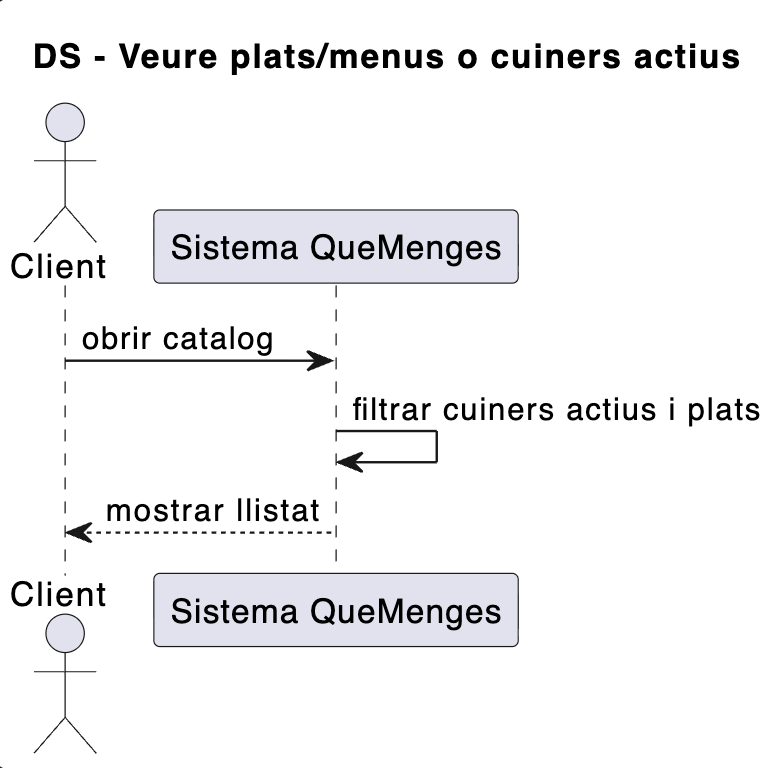 DS - Veure plats/menus o cuiners actius
Client
Sistema QueMenges
obrir catalog
filtrar cuiners actius i plats
mostrar llistat
Client
Sistema QueMenges